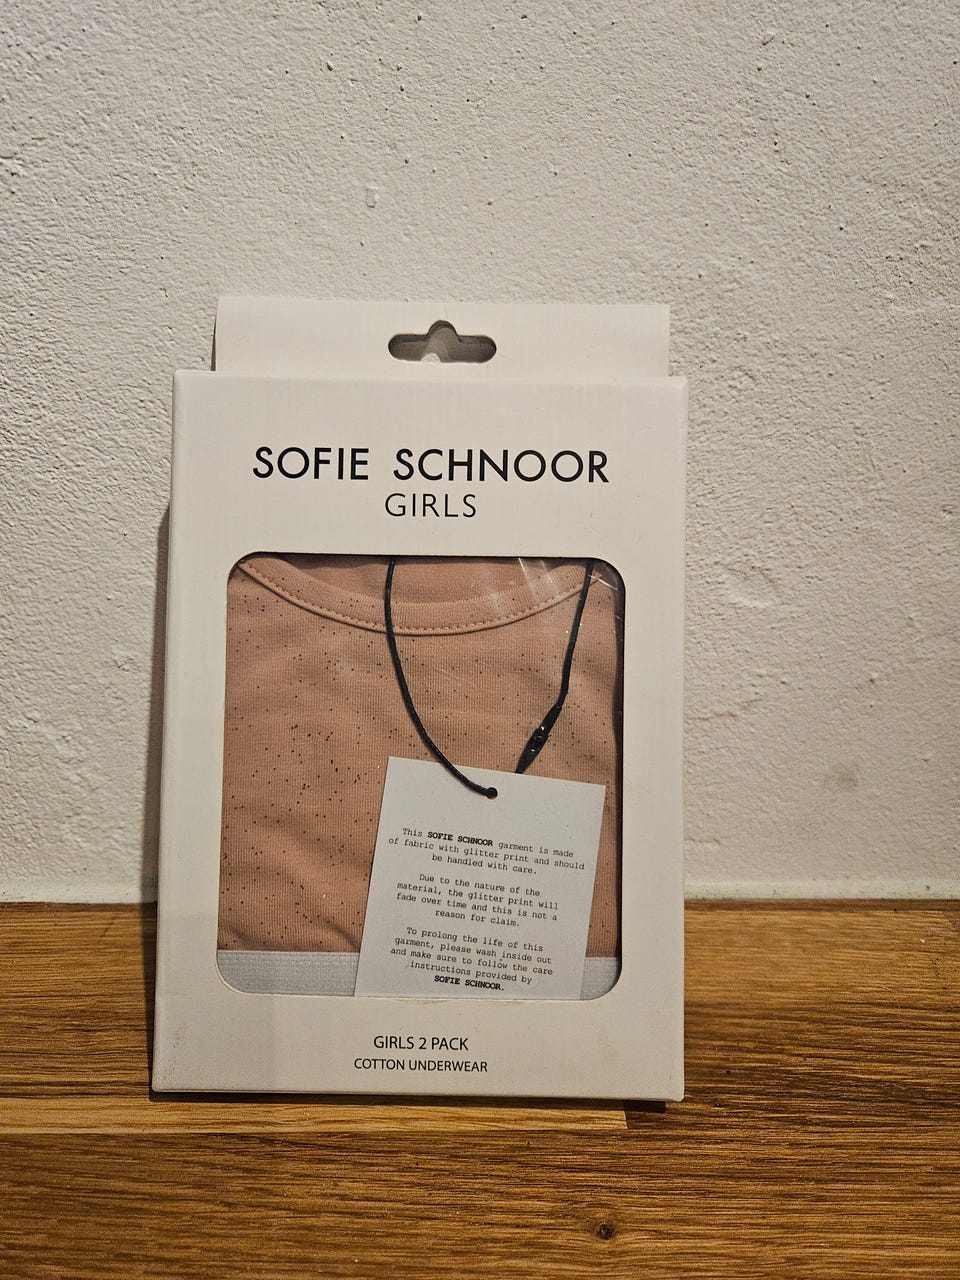 SOFIE SCHNOOR
GIRLS
This SOFIE SCHNOOR garment is made
of fabric with glitter print and should
be handled with care.
Due to the nature of the
material, the glitter print will
fade over time and this is not a
reason for claim.
To prolong the life of this
garment, please wash inside out
and make sure to follow the care
instructions provided by
SOFIE SCHNOOR.
GIRLS 2 PACK
COTTON UNDERWEAR